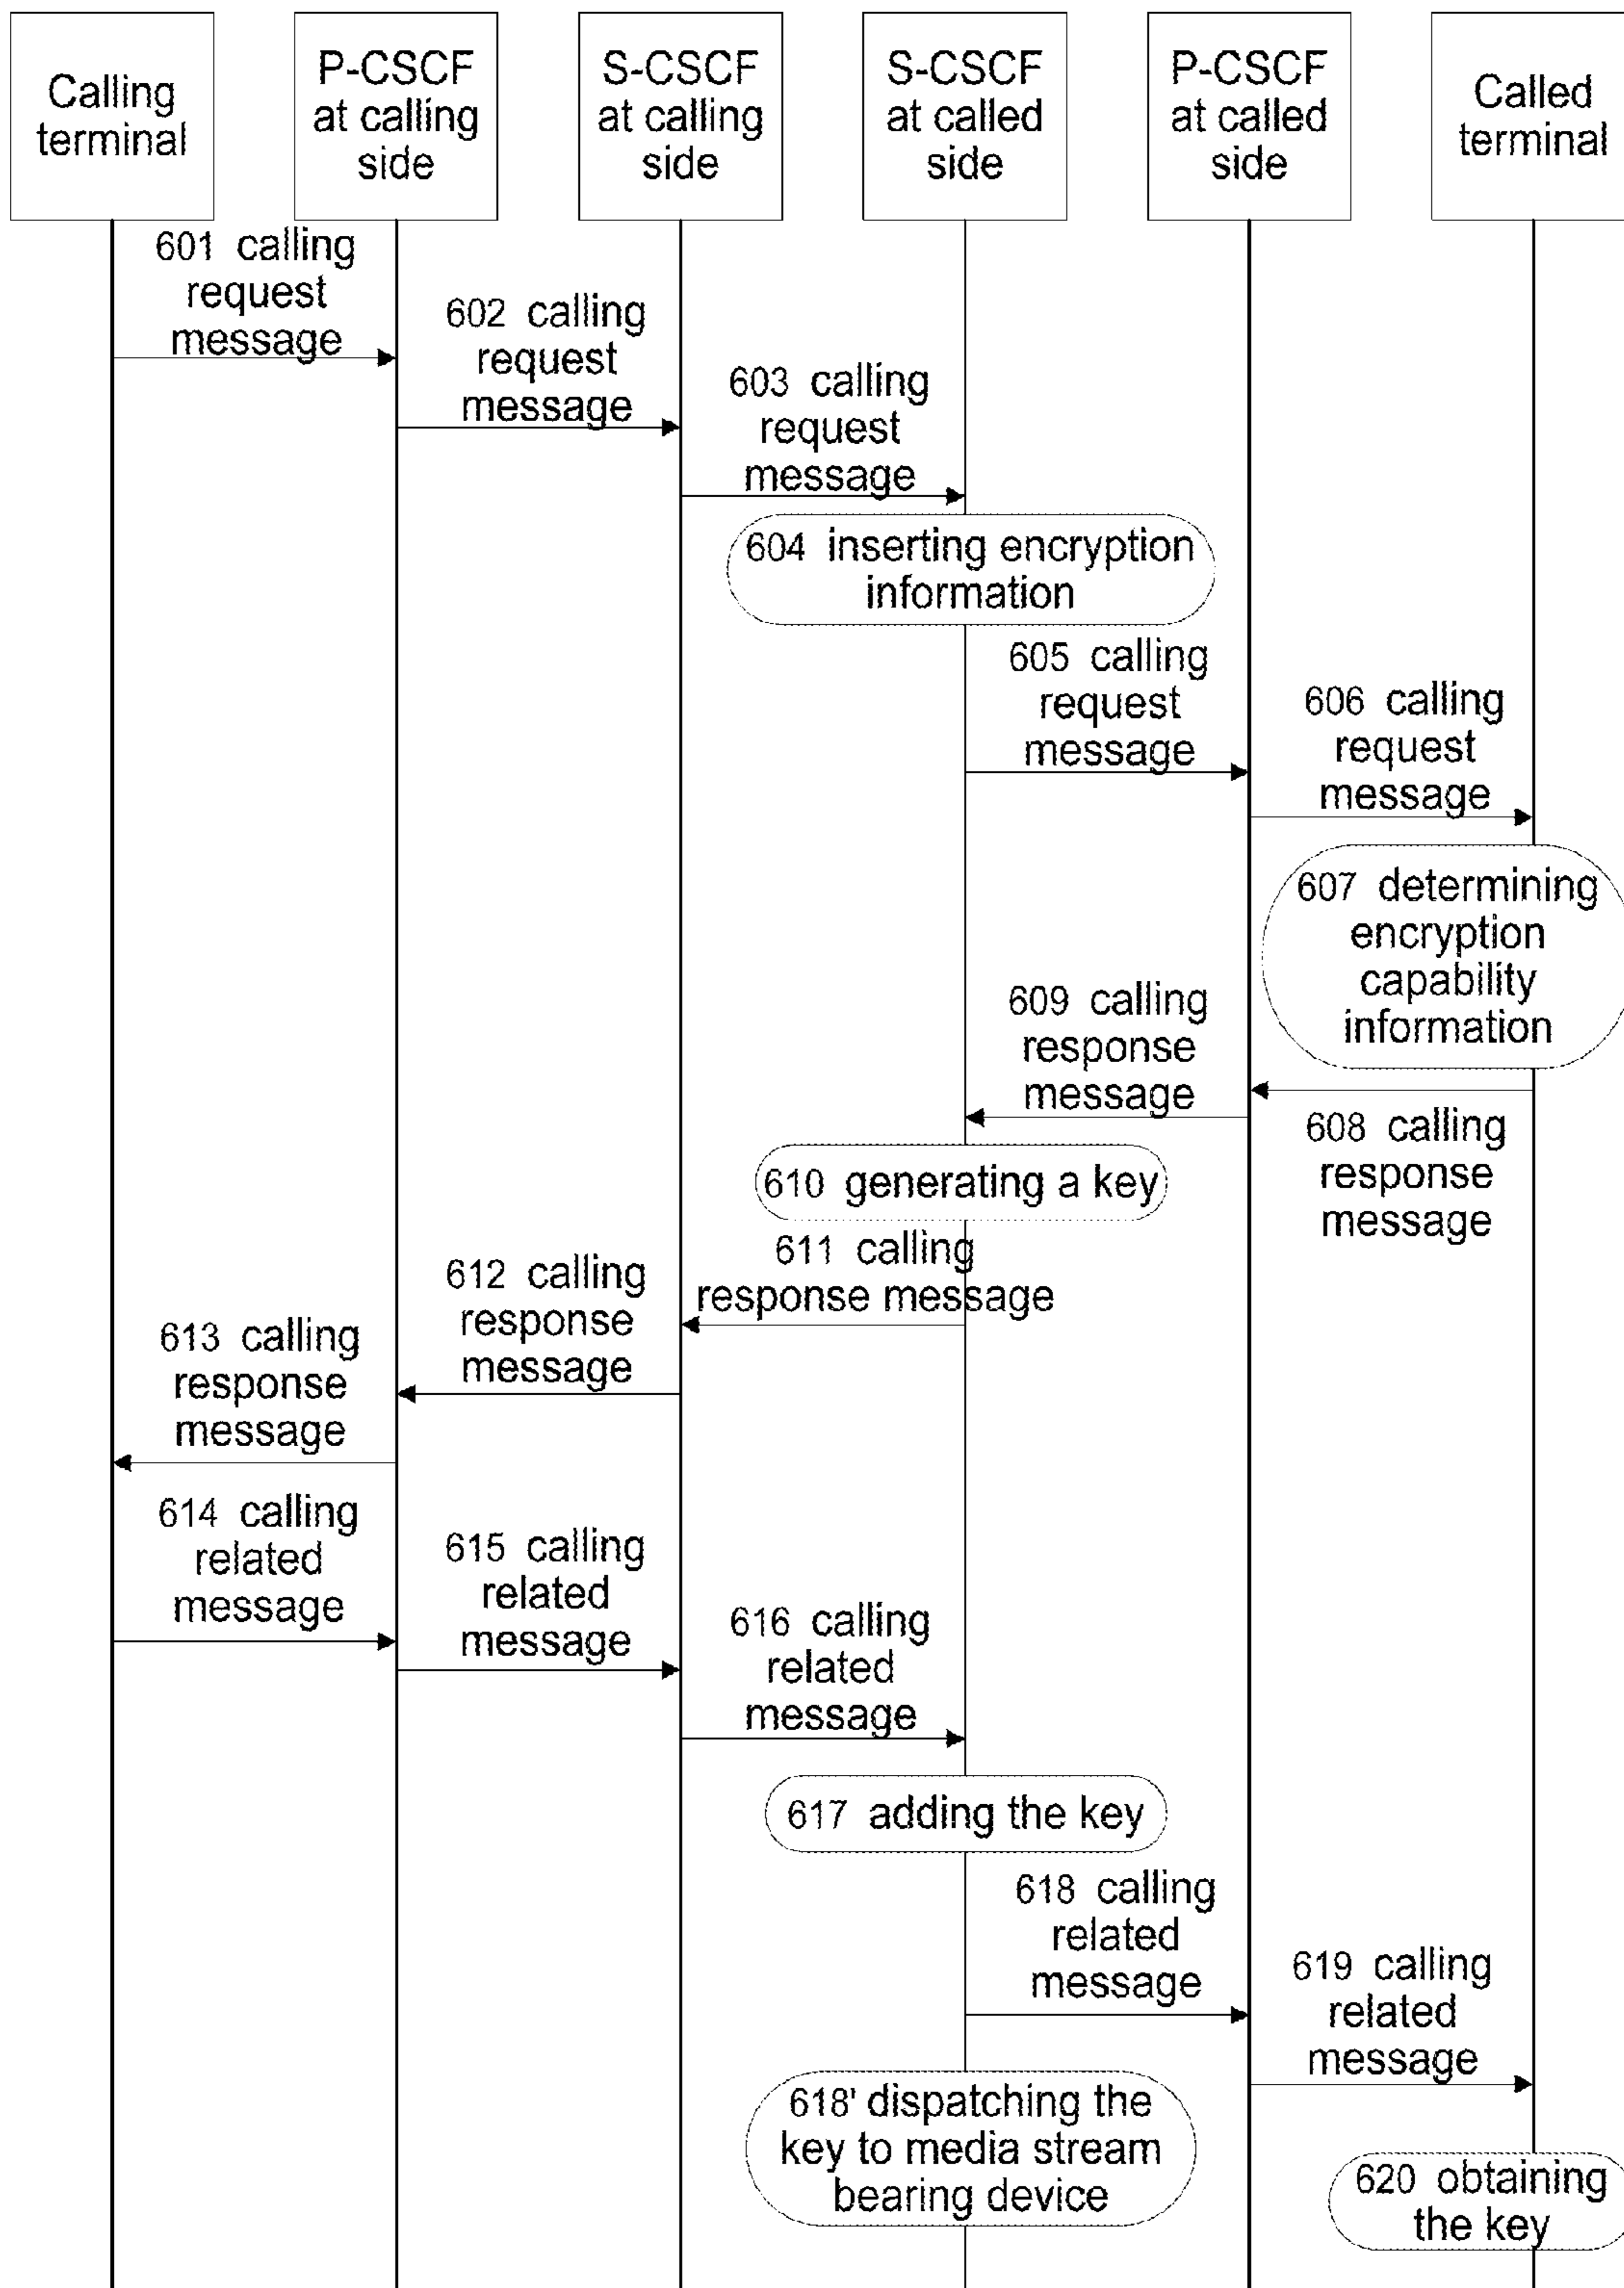 Calling
terminal
P-CSCF
at calling
side
S-CSCF
at calling
side
S-CSCF
at called
side
P-CSCF
at called
side
Called
terminal
601 calling
request
message
602 calling
request
message
603 calling
request
message
604 inserting encryption
information
605 calling
request
message
606 calling
request
message
607 determining
encryption
capability
information
608 calling
response
message
609 calling
response
message
610 generating a key
611 calling
response message
612 calling
response
message
613 calling
response
message
614 calling
related
message
615 calling
related
message
616 calling
related
message
617 adding the key
618 calling
related
message
619 calling
related
message
618' dispatching the
key to media stream
bearing device
620 obtaining
the key